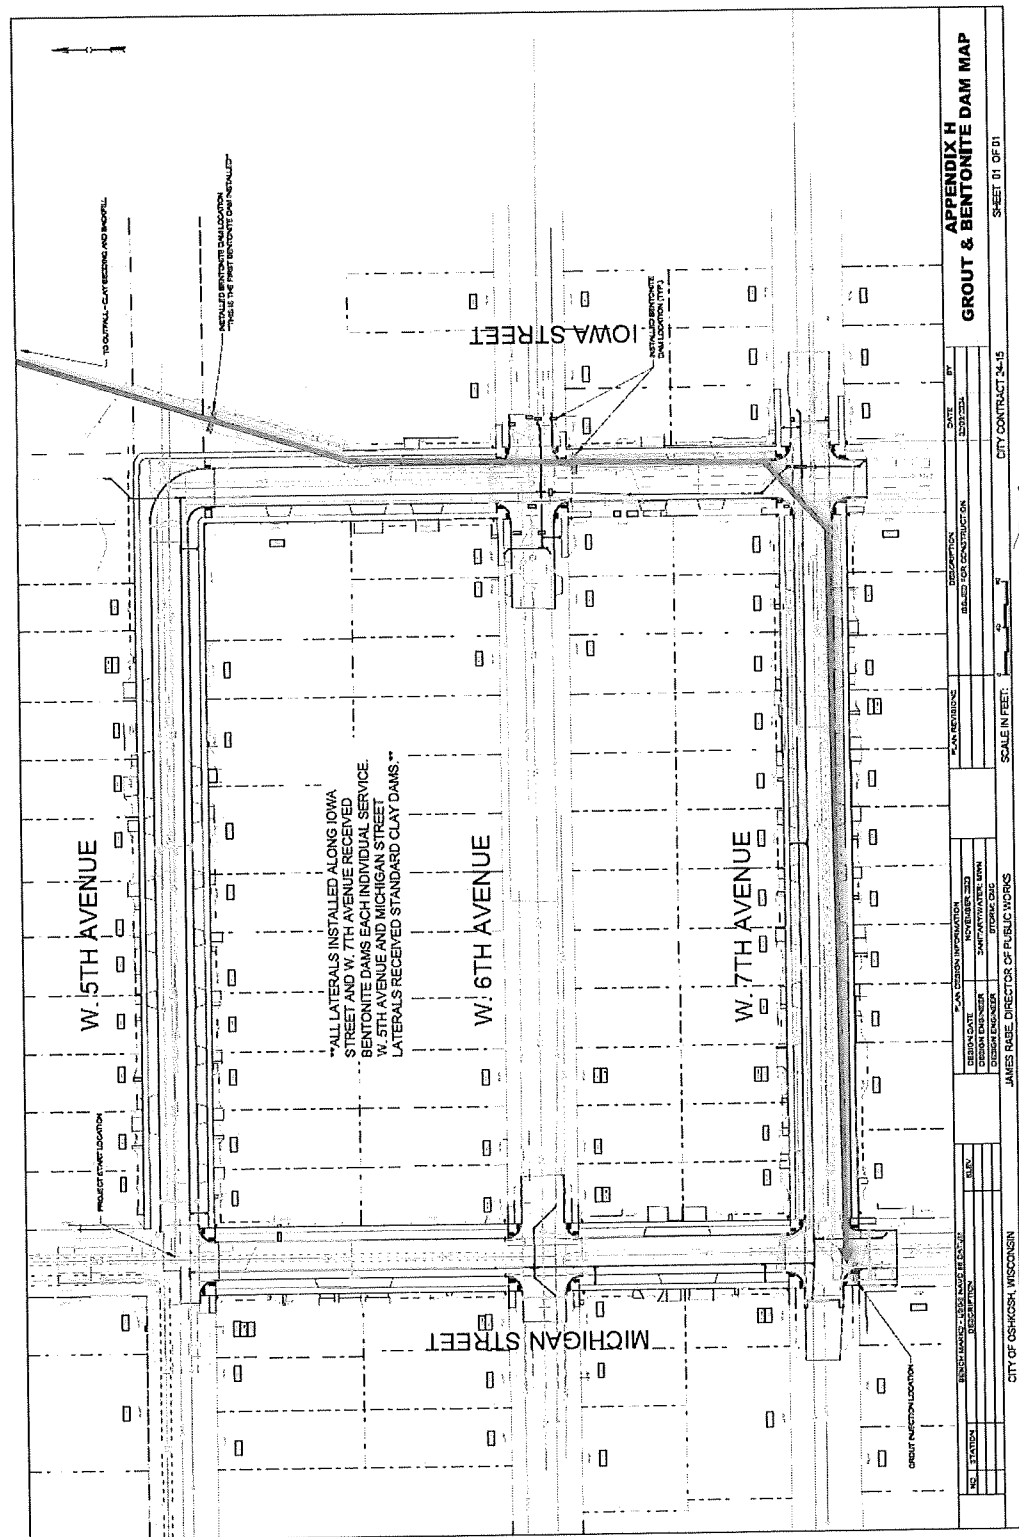 TO OUTFALL - CLAY BEDDING AND BACKFILL
INSTALLED BENTONITE DAM LOCATION
**THIS IS THE FIRST BENTONITE DAM INSTALLED**
W. 5TH AVENUE
PROJECT START LOCATION
**ALL LATERALS INSTALLED ALONG IOWA
STREET AND W. 7TH AVENUE RECEIVED
BENTONITE DAMS EACH INDIVIDUAL SERVICE.
W. 5TH AVENUE AND MICHIGAN STREET
LATERALS RECEIVED STANDARD CLAY DAMS.**
IOWA STREET
W. 6TH AVENUE
INSTALLED BENTONITE
DAM LOCATION (TYP.)
MICHIGAN STREET
W. 7TH AVENUE
GROUT INJECTION LOCATION
NO
STATION
DESCRIPTION
ELEV
PLAN DESIGN INFORMATION
DESIGN DATE
NOVEMBER 2023
DESIGN ENGINEER
DESIGN ENGINEER
PLAN REVISIONS
DESCRIPTION
DATE
BY
ISSUED FOR CONSTRUCTION
APPENDIX H
GROUT & BENTONITE DAM MAP
CITY OF OSHKOSH, WISCONSIN
JAMES RABE, DIRECTOR OF PUBLIC WORKS
SCALE IN FEET:
0
40
CITY CONTRACT 24-15
SHEET 01 OF 01